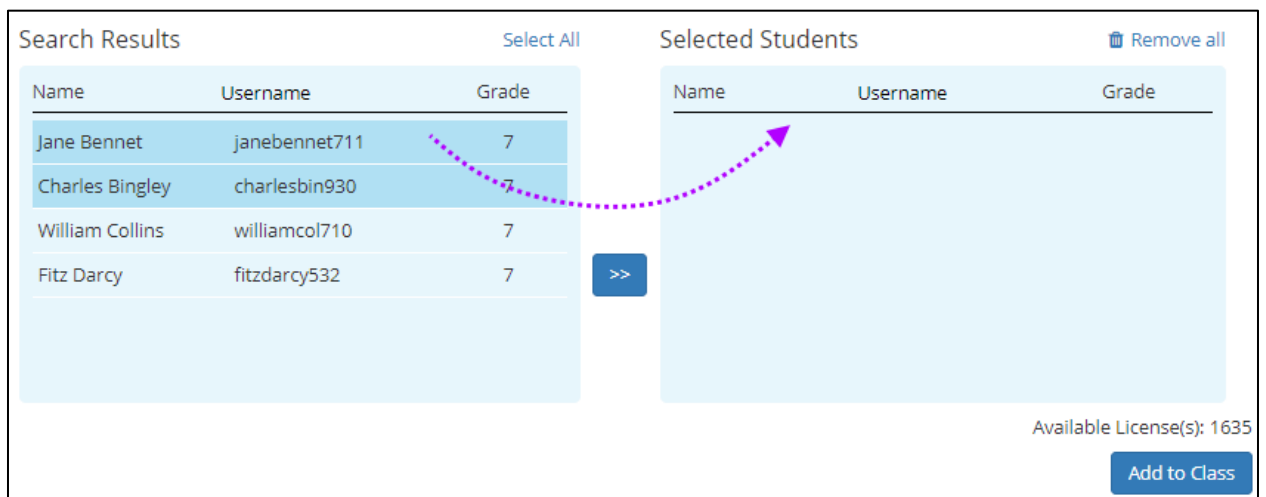 Search Results Select All
Name Username Grade
Jane Bennet janebennet711 7
Charles Bingley charlesbin930 7
William Collins williamcol710 7
Fitz Darcy fitzdarcy532 7
>>
Selected Students Remove all
Name Username Grade
Available License(s): 1635
Add to Class